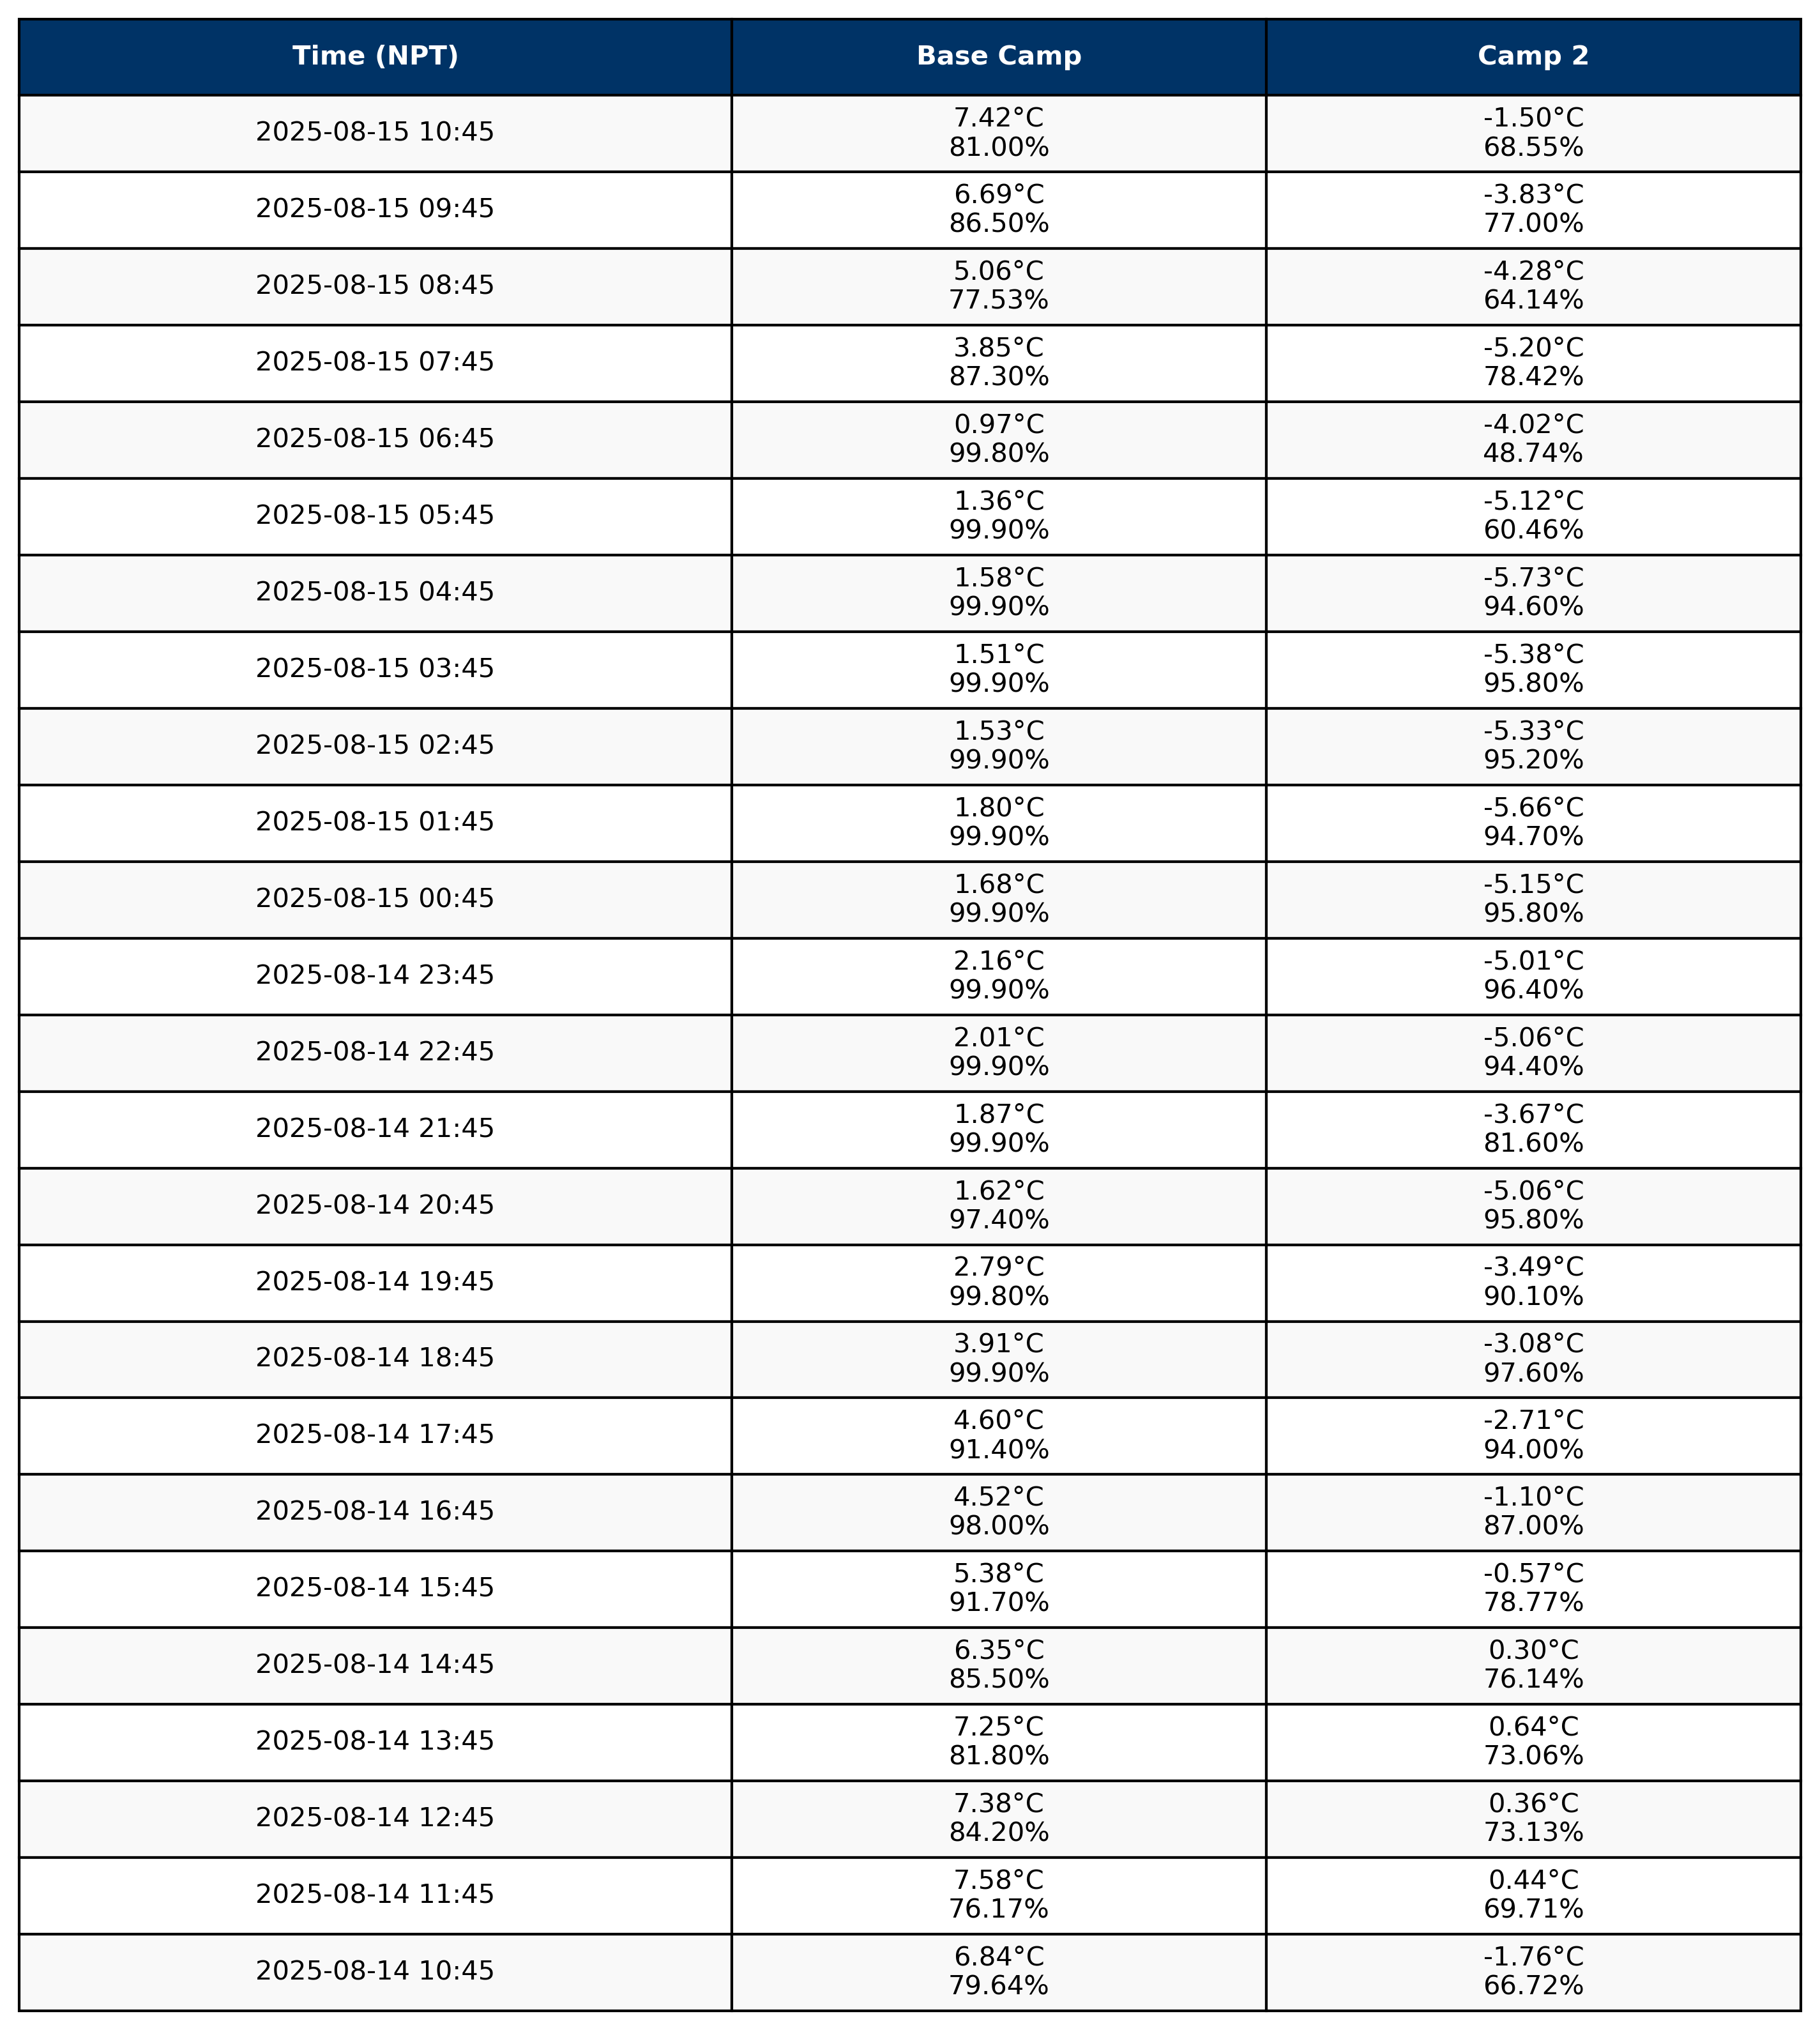 Time (NPT) Base Camp Camp 2
2025-08-15 10:45 7.42°C 81.00% -1.50°C 68.55%
2025-08-15 09:45 6.69°C 86.50% -3.83°C 77.00%
2025-08-15 08:45 5.06°C 77.53% -4.28°C 64.14%
2025-08-15 07:45 3.85°C 87.30% -5.20°C 78.42%
2025-08-15 06:45 0.97°C 99.80% -4.02°C 48.74%
2025-08-15 05:45 1.36°C 99.90% -5.12°C 60.46%
2025-08-15 04:45 1.58°C 99.90% -5.73°C 94.60%
2025-08-15 03:45 1.51°C 99.90% -5.38°C 95.80%
2025-08-15 02:45 1.53°C 99.90% -5.33°C 95.20%
2025-08-15 01:45 1.80°C 99.90% -5.66°C 94.70%
2025-08-15 00:45 1.68°C 99.90% -5.15°C 95.80%
2025-08-14 23:45 2.16°C 99.90% -5.01°C 96.40%
2025-08-14 22:45 2.01°C 99.90% -5.06°C 94.40%
2025-08-14 21:45 1.87°C 99.90% -3.67°C 81.60%
2025-08-14 20:45 1.62°C 97.40% -5.06°C 95.80%
2025-08-14 19:45 2.79°C 99.80% -3.49°C 90.10%
2025-08-14 18:45 3.91°C 99.90% -3.08°C 97.60%
2025-08-14 17:45 4.60°C 91.40% -2.71°C 94.00%
2025-08-14 16:45 4.52°C 98.00% -1.10°C 87.00%
2025-08-14 15:45 5.38°C 91.70% -0.57°C 78.77%
2025-08-14 14:45 6.35°C 85.50% 0.30°C 76.14%
2025-08-14 13:45 7.25°C 81.80% 0.64°C 73.06%
2025-08-14 12:45 7.38°C 84.20% 0.36°C 73.13%
2025-08-14 11:45 7.58°C 76.17% 0.44°C 69.71%
2025-08-14 10:45 6.84°C 79.64% -1.76°C 66.72%